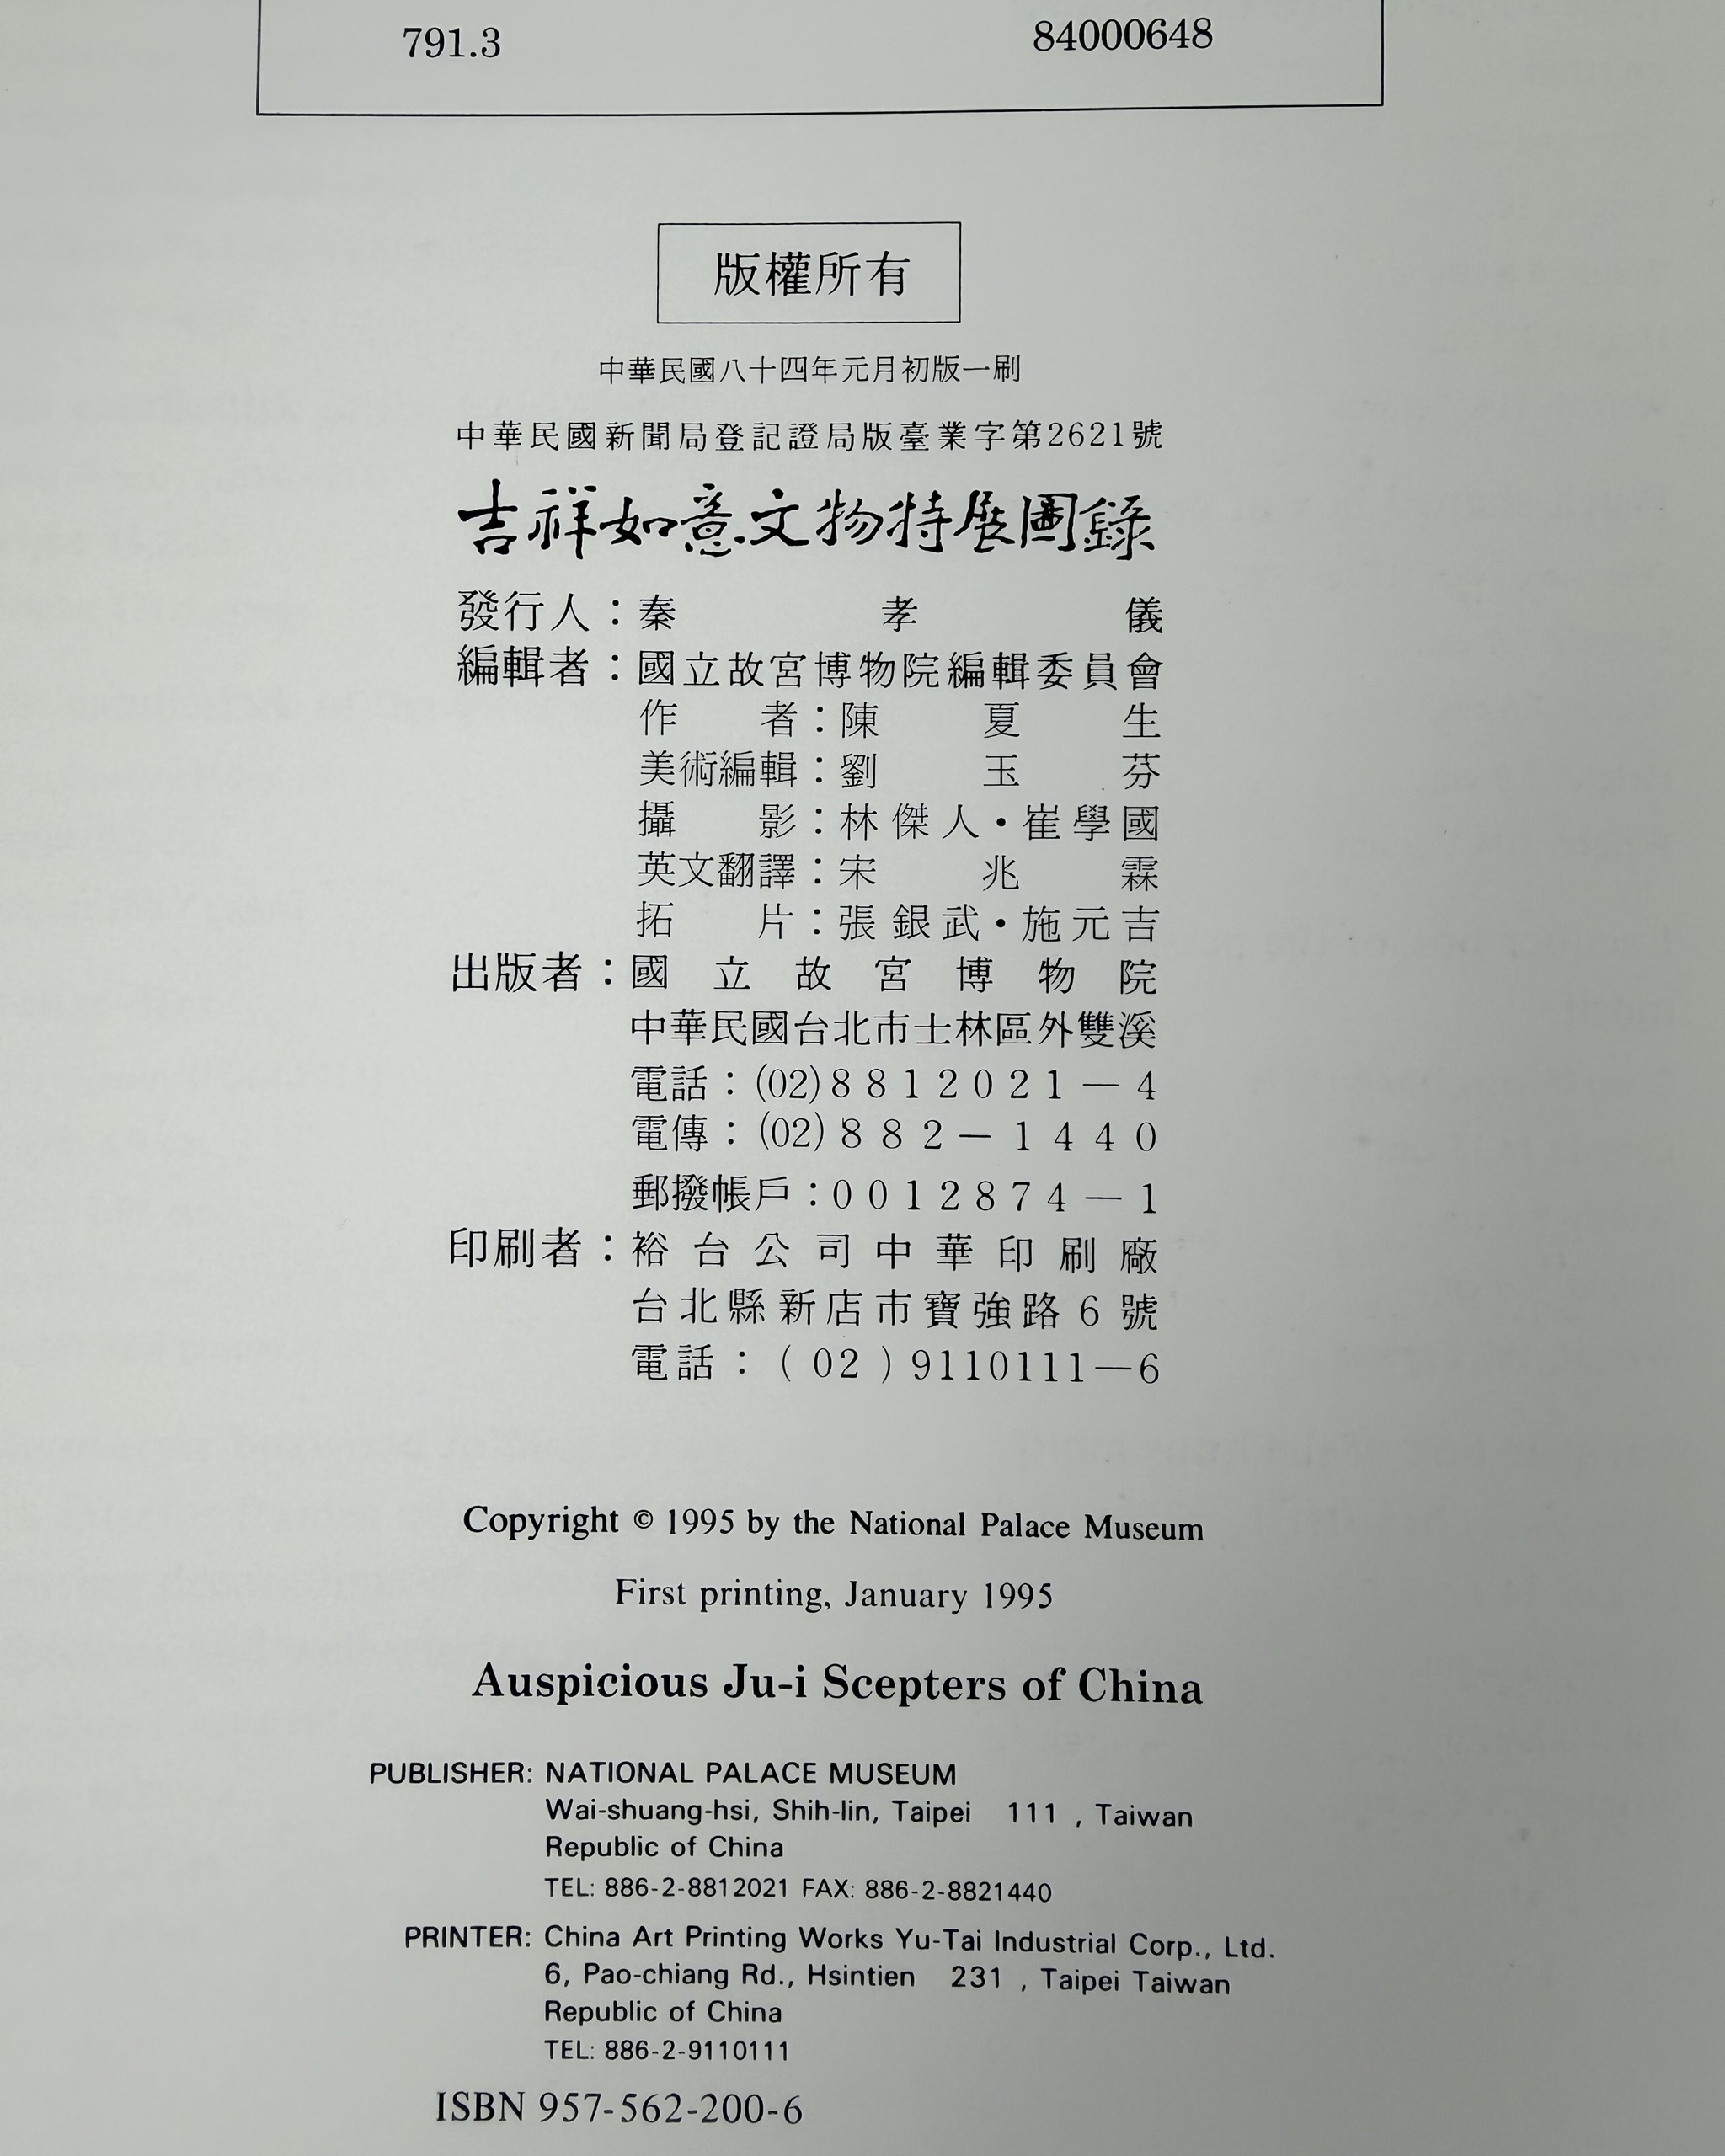 791.3 84000648
版權所有
中華民國八十四年元月初版一刷
中華民國新聞局登記證局版臺業字第2621號
吉祥如意文物特展圖錄
發行人：秦孝儀
編輯者：國立故宮博物院編輯委員會
作者：陳夏生
美術編輯：劉玉芬
攝影：林傑人・崔學國
英文翻譯：宋兆霖
拓片：張銀武・施元吉
出版者：國立故宮博物院
中華民國台北市士林區外雙溪
電話：(02)8812021－4
電傳：(02)882－1440
郵撥帳戶：0012874－1
印刷者：裕台公司中華印刷廠
台北縣新店市寶強路6號
電話：(02)9110111－6
Copyright © 1995 by the National Palace Museum
First printing, January 1995
Auspicious Ju-i Scepters of China
PUBLISHER: NATIONAL PALACE MUSEUM
Wai-shuang-hsi, Shih-lin, Taipei 111 , Taiwan
Republic of China
TEL: 886-2-8812021 FAX: 886-2-8821440
PRINTER: China Art Printing Works Yu-Tai Industrial Corp., Ltd.
6, Pao-chiang Rd., Hsintien 231 , Taipei Taiwan
Republic of China
TEL: 886-2-9110111
ISBN 957-562-200-6